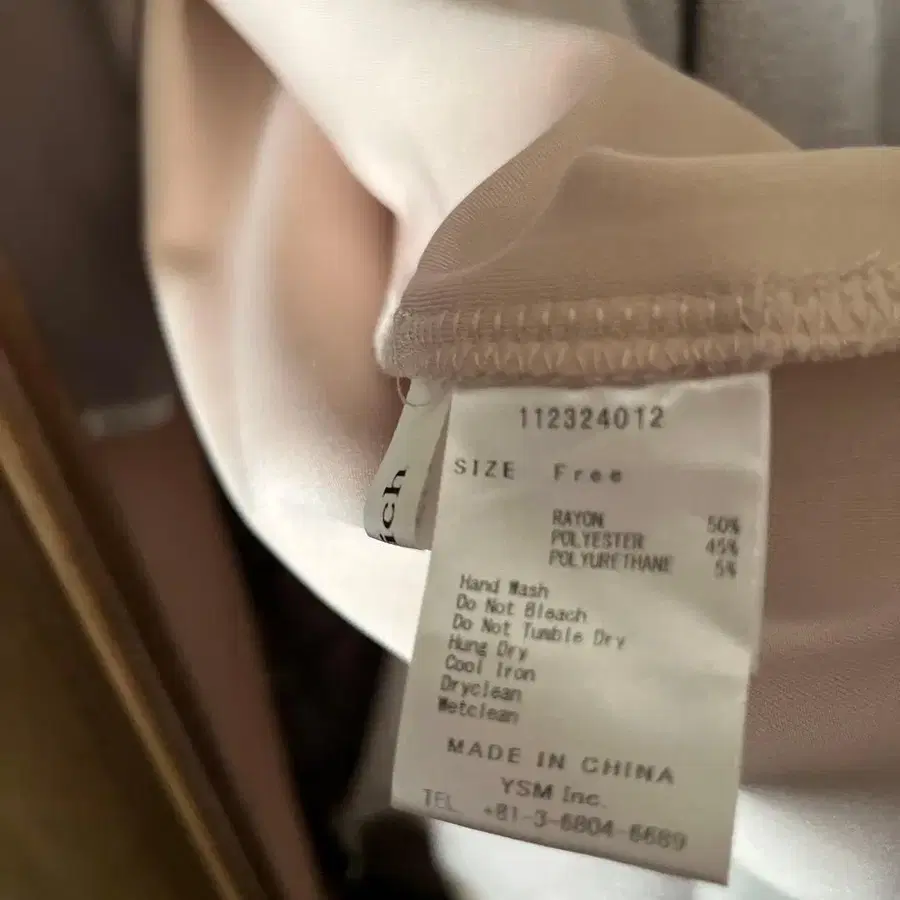 112324012
SIZE Free
RAYON 50%
POLYESTER 45%
POLYURETHANE 5%
Hand Wash
Do Not Bleach
Do Not Tumble Dry
Hung Dry
Cool Iron
Dryclean
Wetclean
MADE IN CHINA
YSM Inc.
TEL +81-3-6804-6689
ich